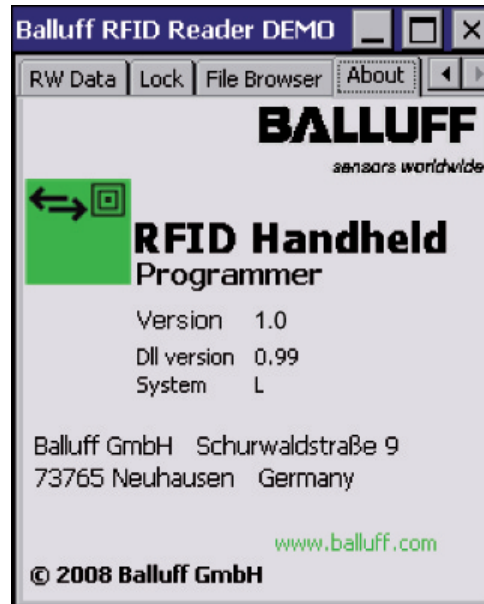 Balluff RFID Reader DEMO
RW Data Lock File Browser About
BALLUFF
sensors worldwide
RFID Handheld
Programmer
Version 1.0
Dll version 0.99
System L
Balluff GmbH Schurwaldstraße 9
73765 Neuhausen Germany
www.balluff.com
© 2008 Balluff GmbH